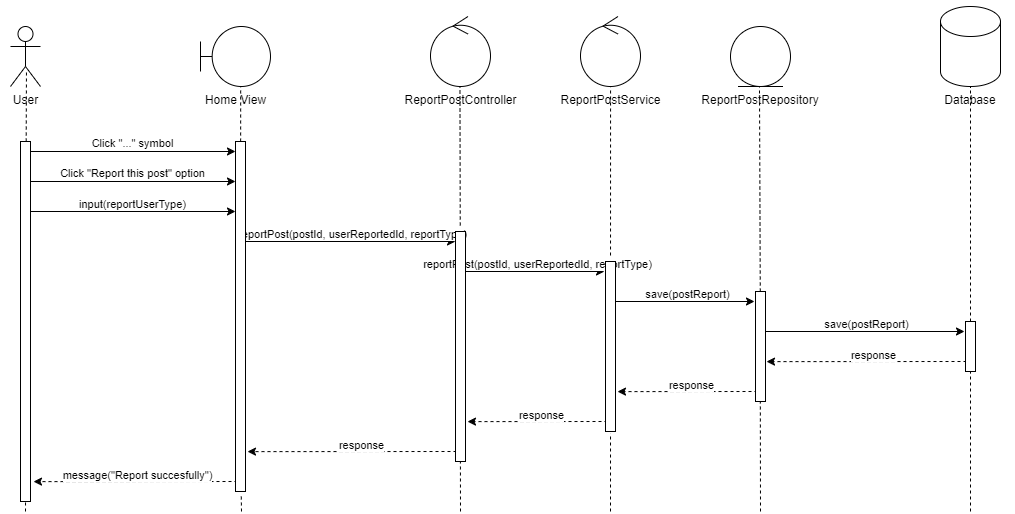 User
Home View
ReportPostController
ReportPostService
ReportPostRepository
Database
Click "..." symbol
Click "Report this post" option
input(reportUserType)
reportPost(postId, userReportedId, reportType)
reportPost(postId, userReportedId, reportType)
save(postReport)
save(postReport)
response
response
response
response
message("Report succesfully")